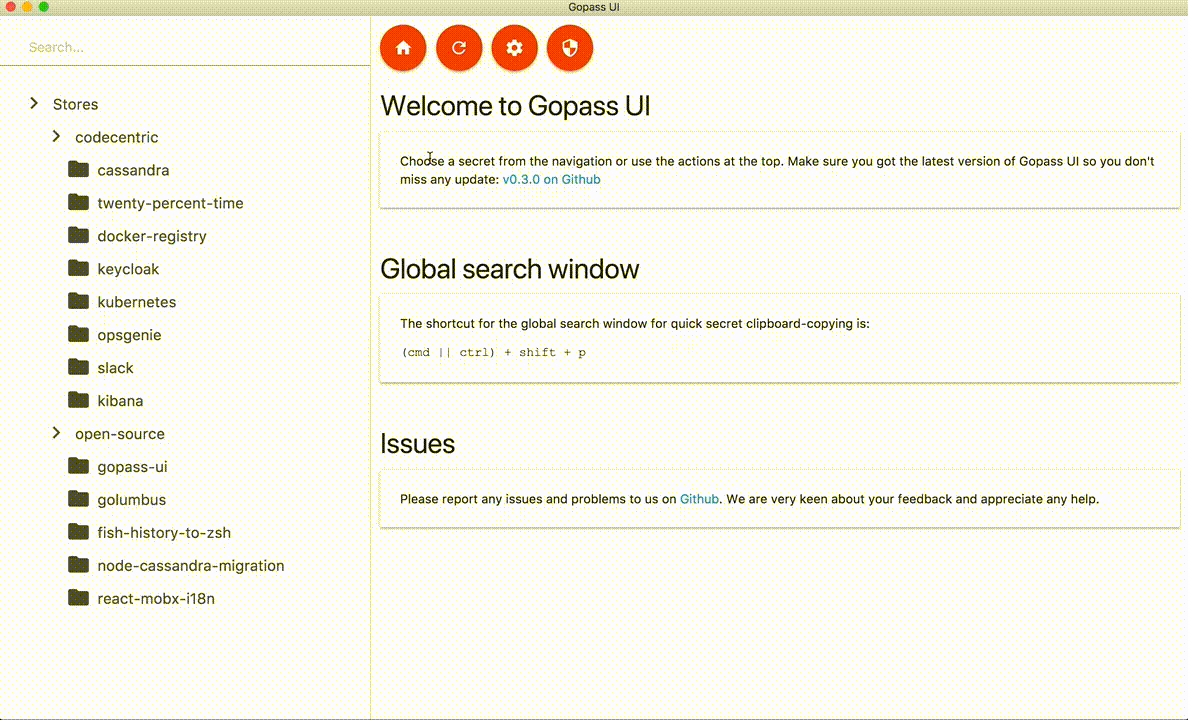 Gopass UI
Search...
Stores
codecentric
cassandra
twenty-percent-time
docker-registry
keycloak
kubernetes
opsgenie
slack
kibana
open-source
gopass-ui
golumbus
fish-history-to-zsh
node-cassandra-migration
react-mobx-i18n
Welcome to Gopass UI
Choose a secret from the navigation or use the actions at the top. Make sure you got the latest version of Gopass UI so you don't
miss any update: v0.3.0 on Github
Global search window
The shortcut for the global search window for quick secret clipboard-copying is:
(cmd || ctrl) + shift + p
Issues
Please report any issues and problems to us on Github. We are very keen about your feedback and appreciate any help.